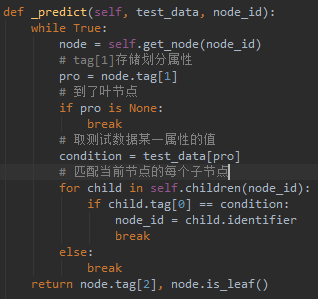 def _predict(self, test_data, node_id):
    while True:
        node = self.get_node(node_id)
        # tag[1]存储划分属性
        pro = node.tag[1]
        # 到了叶节点
        if pro is None:
            break
        # 取测试数据某一属性的值
        condition = test_data[pro]
        # 匹配当前节点的每个子节点
        for child in self.children(node_id):
            if child.tag[0] == condition:
                node_id = child.identifier
                break
        else:
            break
    return node.tag[2], node.is_leaf()